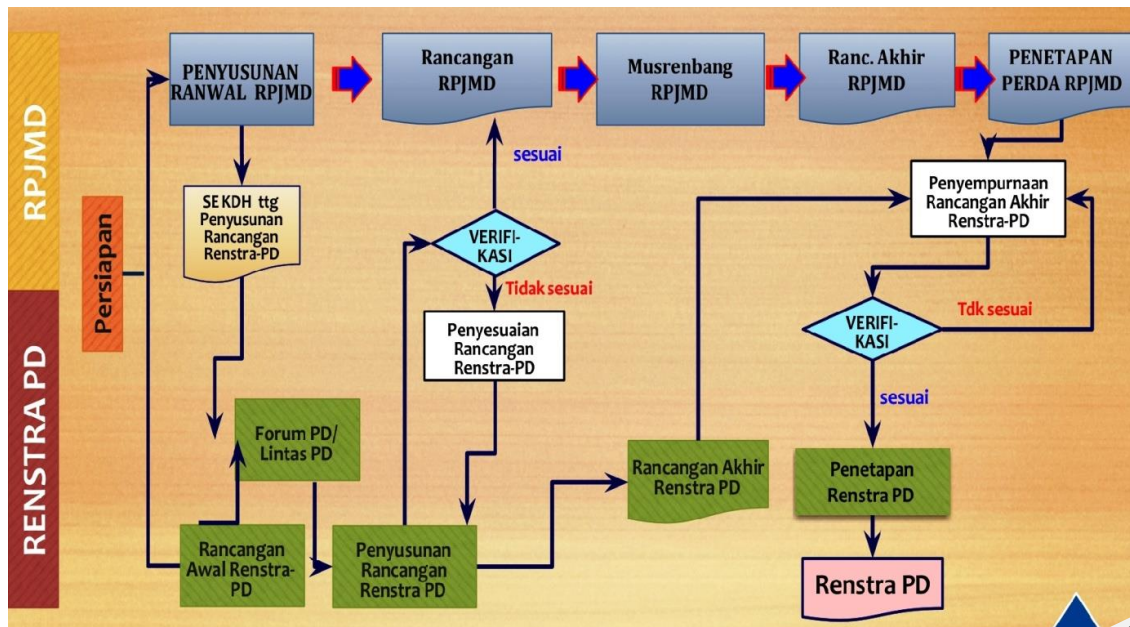 RPJMD
RENSTRA PD
Persiapan
PENYUSUNAN
RANWAL RPJMD
Rancangan
RPJMD
Musrenbang
RPJMD
Ranc. Akhir
RPJMD
PENETAPAN
PERDA RPJMD
SEKDH ttg
Penyusunan
Rancangan
Renstra-PD
sesuai
VERIFI-
KASI
Tidak sesuai
Penyesuaian
Rancangan
Renstra-PD
Penyempurnaan
Rancangan Akhir
Renstra-PD
VERIFI-
KASI
Tdk sesuai
sesuai
Forum PD/
Lintas PD
Rancangan
Awal Renstra-
PD
Penyusunan
Rancangan
Renstra PD
Rancangan Akhir
Renstra PD
Penetapan
Renstra PD
Renstra PD